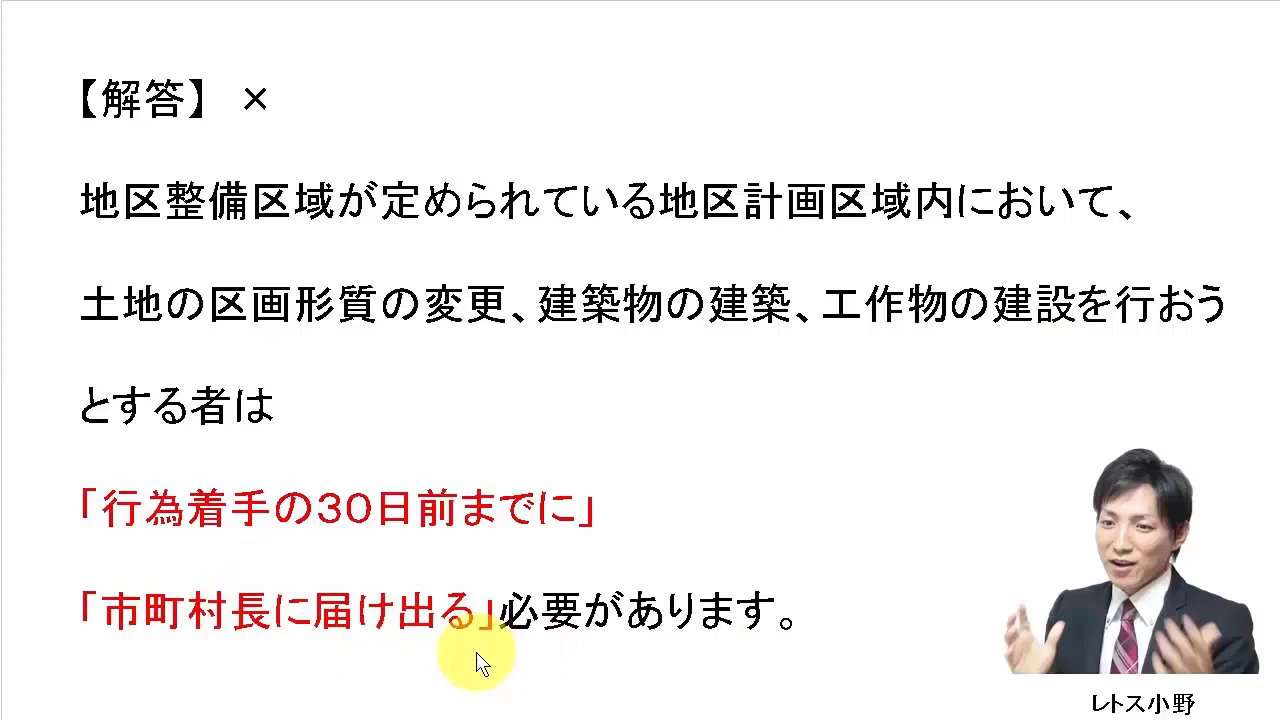 【解答】 ×
地区整備区域が定められている地区計画区域内において、
土地の区画形質の変更、建築物の建築、工作物の建設を行おう
とする者は
「行為着手の３０日前までに」
「市町村長に届け出る」必要があります。
レトス小野